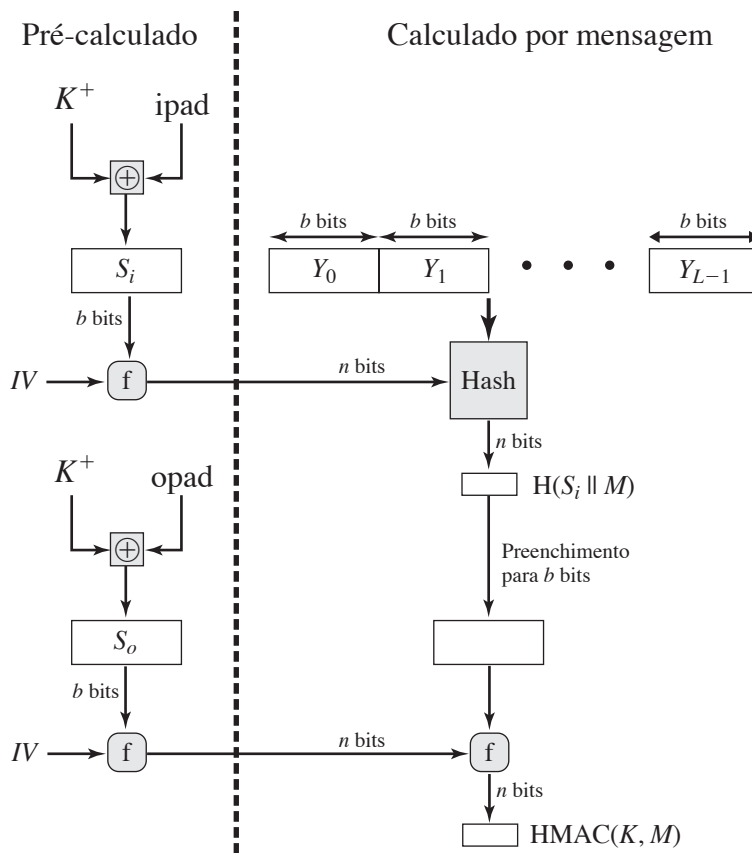 Pré-calculado
Calculado por mensagem
K⁺ ipad
⊕
b bits b bits b bits
Sᵢ
Y₀ Y₁ • • • Y_{L−1}
b bits
IV f n bits Hash
n bits
K⁺ opad
H(Sᵢ || M)
⊕
Preenchimento
para b bits
Sₒ
b bits
IV f n bits f
n bits
HMAC(K, M)